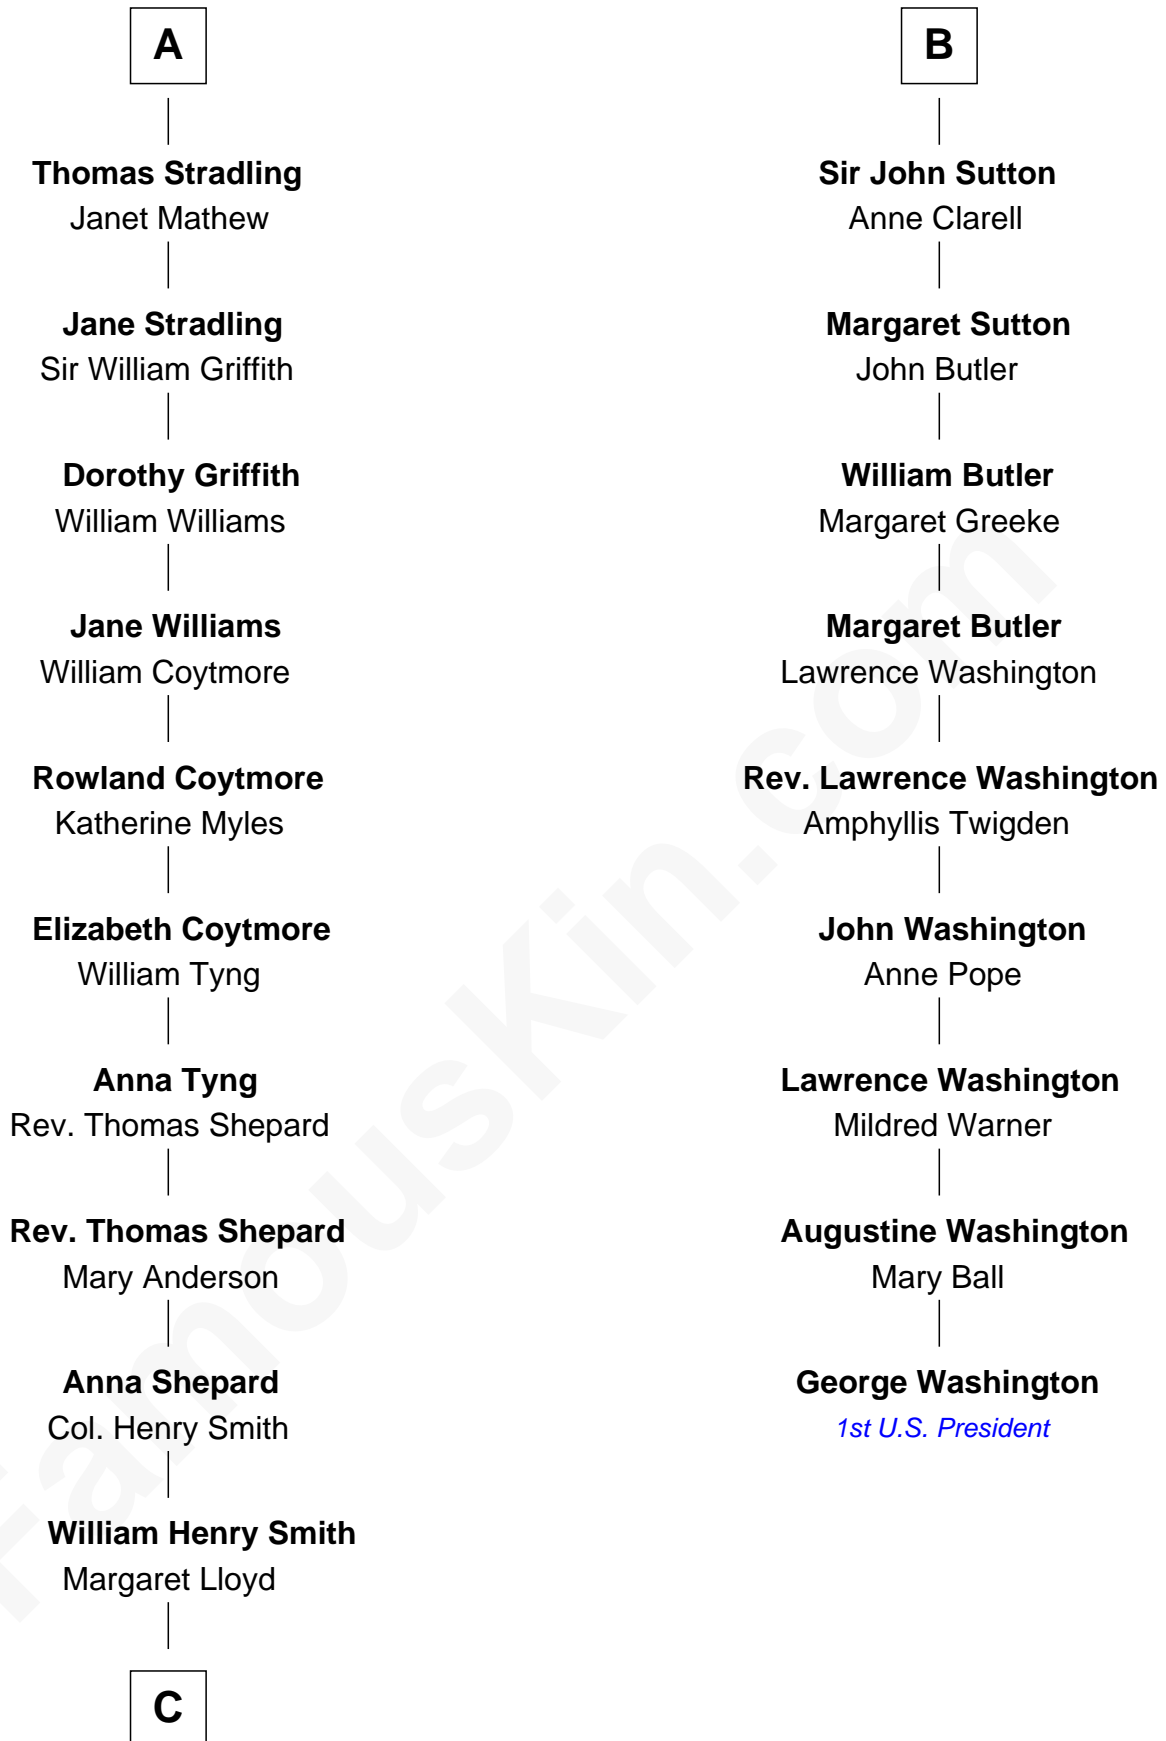 A
Thomas Stradling
Janet Mathew
Jane Stradling
Sir William Griffith
Dorothy Griffith
William Williams
Jane Williams
William Coytmore
Rowland Coytmore
Katherine Myles
Elizabeth Coytmore
William Tyng
Anna Tyng
Rev. Thomas Shepard
Rev. Thomas Shepard
Mary Anderson
Anna Shepard
Col. Henry Smith
William Henry Smith
Margaret Lloyd
C
B
Sir John Sutton
Anne Clarell
Margaret Sutton
John Butler
William Butler
Margaret Greeke
Margaret Butler
Lawrence Washington
Rev. Lawrence Washington
Amphyllis Twigden
John Washington
Anne Pope
Lawrence Washington
Mildred Warner
Augustine Washington
Mary Ball
George Washington
1st U.S. President
FamousKin.com